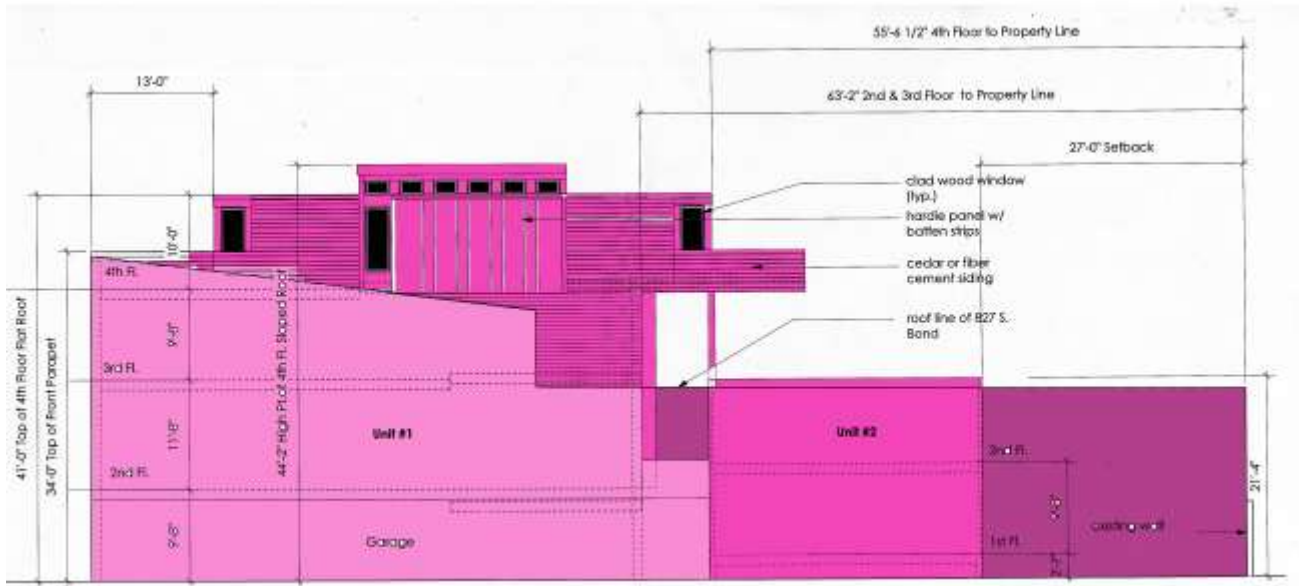 55'-6 1/2" 4th Floor to Property Line
13'-0"
63'-2" 2nd & 3rd Floor to Property Line
27'-0" Setback
clad wood window
(typ.)
hardie panel w/
batten strips
10'-0"
cedar or fiber
cement siding
4th Fl.
roof line of 827 S.
Bond
41'-0" Top of 4th Floor Flat Roof
34'-0" Top of Front Parapet
44'-2" High Pt. of 4th Fl. Sloped Roof
9'-8"
3rd Fl.
11'-8"
Unit #1
Unit #2
2nd Fl.
2nd Fl.
21'-4"
9'-8"
Garage
existing wall
1st Fl.